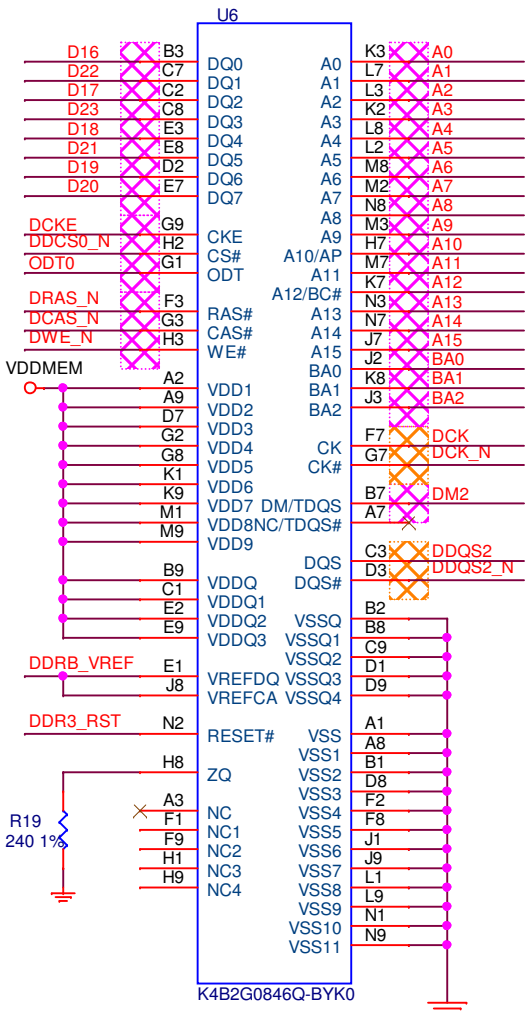 U6
D16 B3 DQ0 A0 K3 A0
D22 C7 DQ1 A1 L7 A1
D17 C2 DQ2 A2 L3 A2
D23 C8 DQ3 A3 K2 A3
D18 E3 DQ4 A4 L8 A4
D21 E8 DQ5 A5 L2 A5
D19 D2 DQ6 A6 M8 A6
D20 E7 DQ7 A7 M2 A7
A8 N8 A8
DCKE G9 CKE A9 M3 A9
DDCS0_N H2 CS# A10/AP H7 A10
ODT0 G1 ODT A11 M7 A11
A12/BC# K7 A12
DRAS_N F3 RAS# A13 N3 A13
DCAS_N G3 CAS# A14 N7 A14
DWE_N H3 WE# A15 J7 A15
VDDMEM BA0 J2 BA0
A2 VDD1 BA1 K8 BA1
A9 VDD2 BA2 J3 BA2
D7 VDD3
G2 VDD4 CK F7 DCK
G8 VDD5 CK# G7 DCK_N
K1 VDD6
K9 VDD7 DM/TDQS B7 DM2
M1 VDD8 NC/TDQS# A7
M9 VDD9
DQS C3 DDQS2
B9 VDDQ DQS# D3 DDQS2_N
C1 VDDQ1
E2 VDDQ2 VSSQ B2
E9 VDDQ3 VSSQ1 B8
VSSQ2 C9
DDRB_VREF E1 VREFDQ VSSQ3 D1
J8 VREFCA VSSQ4 D9
DDR3_RST N2 RESET# VSS A1
VSS1 A8
H8 ZQ VSS2 B1
VSS3 D8
A3 NC VSS4 F2
R19 F1 NC1 VSS5 F8
240 1% F9 NC2 VSS6 J1
H1 NC3 VSS7 J9
H9 NC4 VSS8 L1
VSS9 L9
VSS10 N1
VSS11 N9
K4B2G0846Q-BYK0